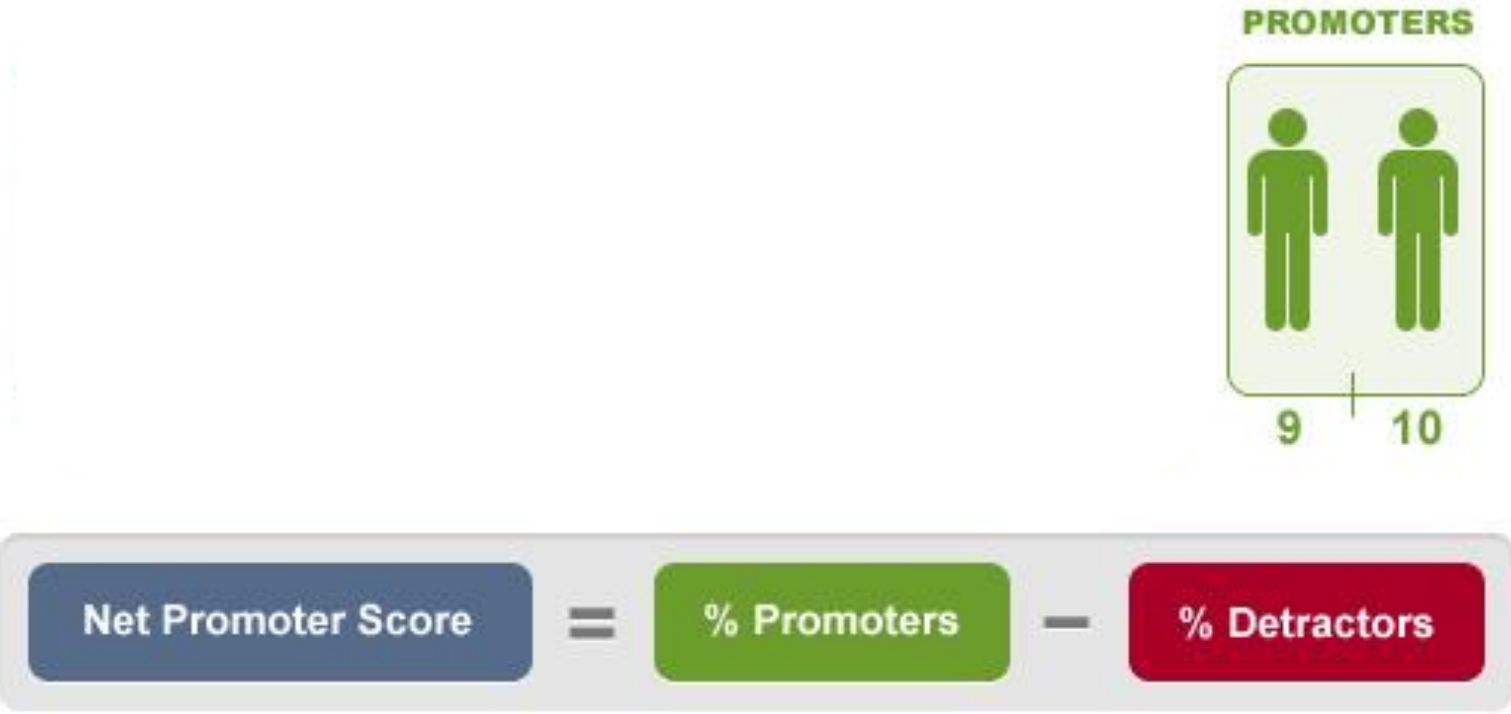 PROMOTERS
9 10
Net Promoter Score = % Promoters − % Detractors